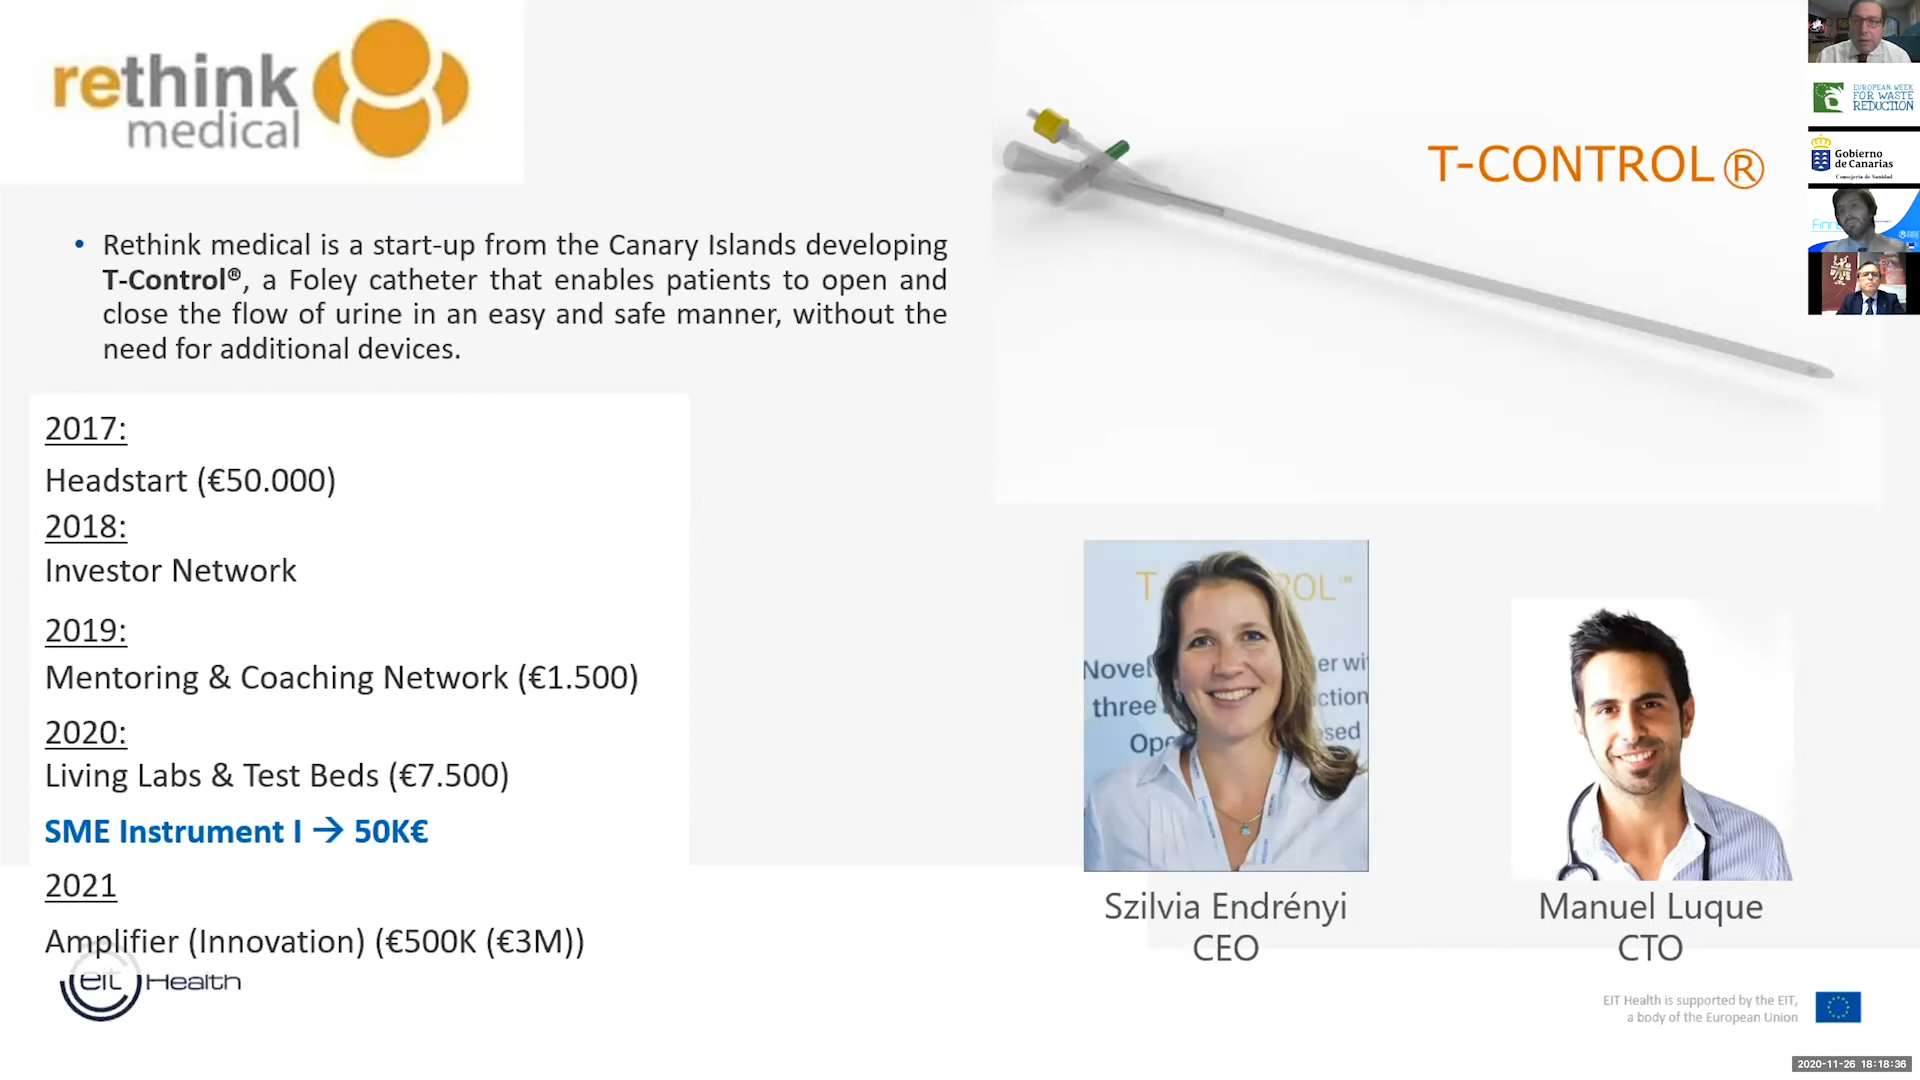 rethink
medical
T-CONTROL®
• Rethink medical is a start-up from the Canary Islands developing
T-Control®, a Foley catheter that enables patients to open and
close the flow of urine in an easy and safe manner, without the
need for additional devices.
2017:
Headstart (€50.000)
2018:
Investor Network
2019:
Mentoring & Coaching Network (€1.500)
2020:
Living Labs & Test Beds (€7.500)
SME Instrument I → 50K€
2021
Amplifier (Innovation) (€500K (€3M))
eit Health
Novel
three
Szilvia Endrényi
CEO
Manuel Luque
CTO
EIT Health is supported by the EIT,
a body of the European Union
EUROPEAN WEEK
FOR WASTE
REDUCTION
Gobierno
de Canarias
Consejería de Sanidad
2020-11-26 18:18:36